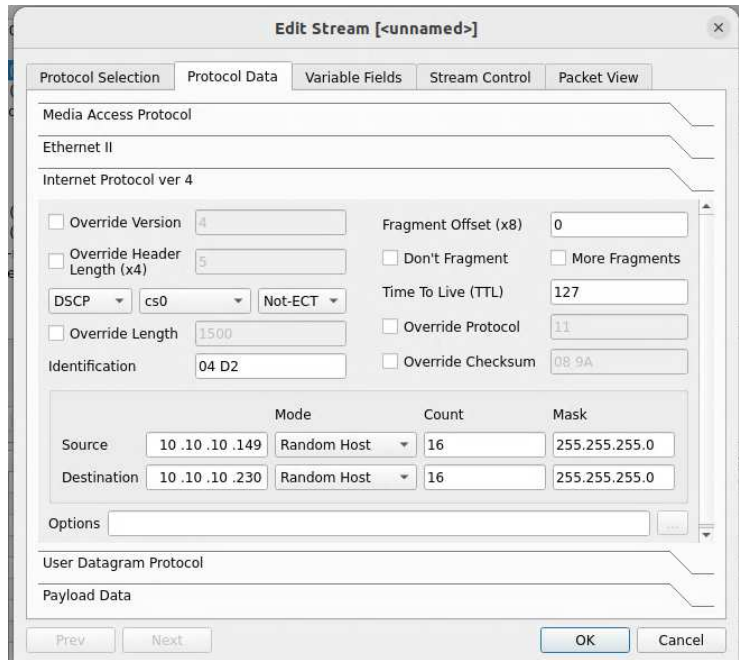 Edit Stream [<unnamed>]
Protocol Selection Protocol Data Variable Fields Stream Control Packet View
Media Access Protocol
Ethernet II
Internet Protocol ver 4
Override Version 4 Fragment Offset (x8) 0
Override Header Length (x4) 5 Don't Fragment More Fragments
DSCP cs0 Not-ECT Time To Live (TTL) 127
Override Length 1500 Override Protocol 11
Identification 04 D2 Override Checksum 08 9A
Mode Count Mask
Source 10 .10 .10 .149 Random Host 16 255.255.255.0
Destination 10 .10 .10 .230 Random Host 16 255.255.255.0
Options ...
User Datagram Protocol
Payload Data
Prev Next OK Cancel